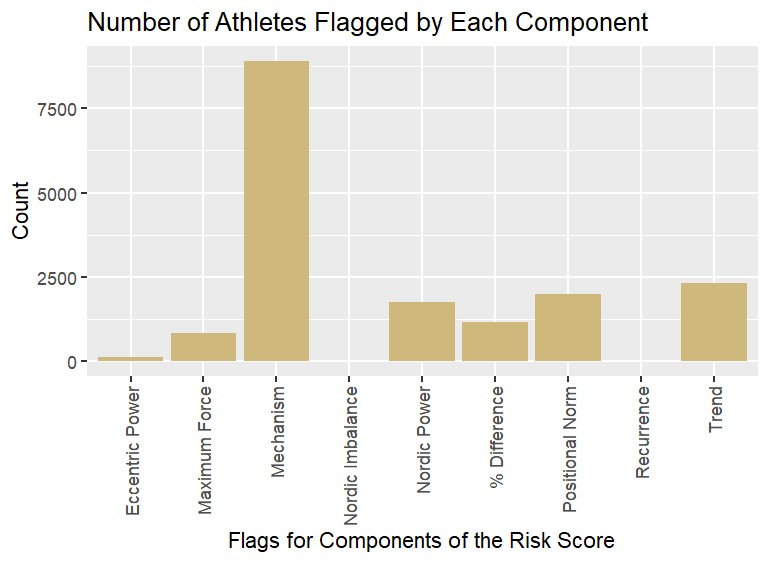 Number of Athletes Flagged by Each Component
Count
7500
5000
2500
0
Eccentric Power
Maximum Force
Mechanism
Nordic Imbalance
Nordic Power
% Difference
Positional Norm
Recurrence
Trend
Flags for Components of the Risk Score